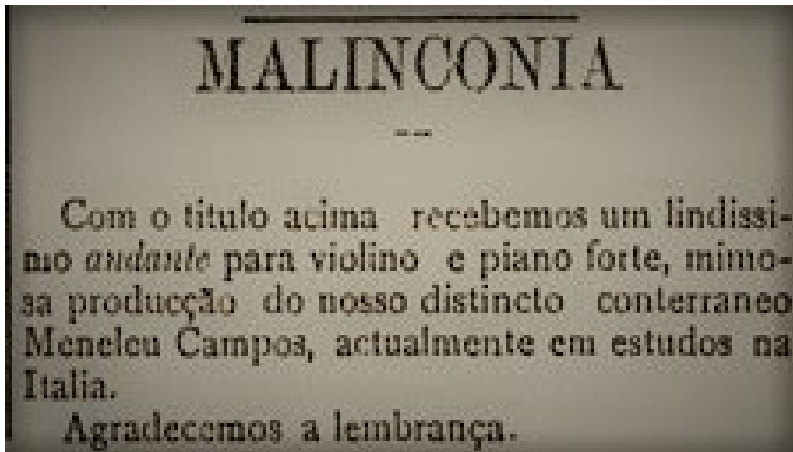 MALINCONIA
--
Com o titulo acima recebemos um lindissi-
mo andante para violino e piano forte, mimo-
sa producção do nosso distincto conterraneo
Meneleu Campos, actualmente em estudos na
Italia.
Agradecemos a lembrança.